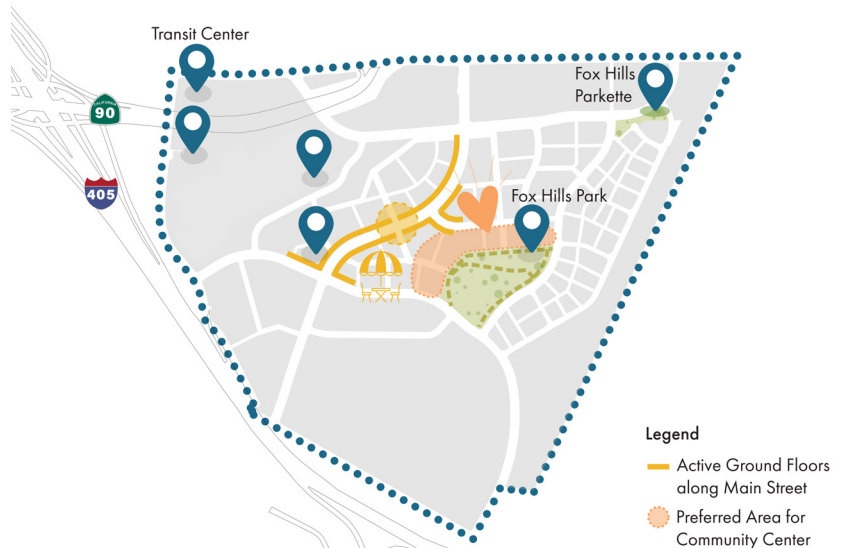 Transit Center
Fox Hills
Parkette
CALIFORNIA
90
405
Fox Hills Park
Legend
Active Ground Floors
along Main Street
Preferred Area for
Community Center